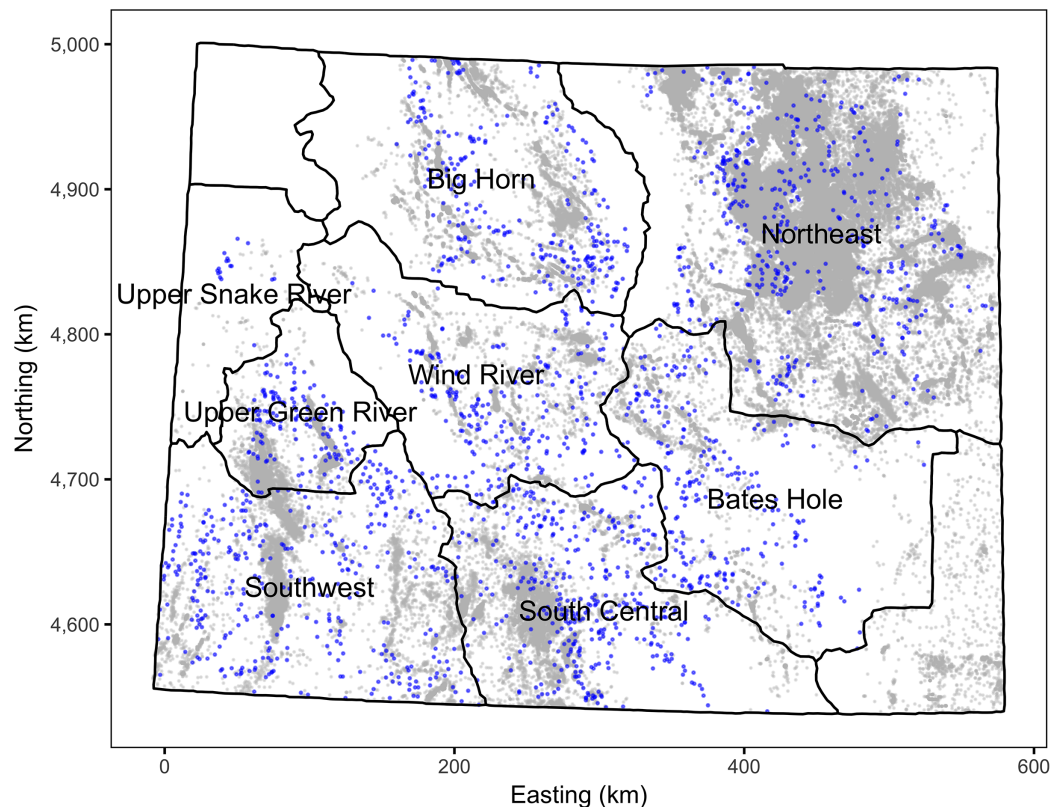 5,000
4,900
4,800
4,700
4,600
Northing (km)
Big Horn
Northeast
Upper Snake River
Wind River
Upper Green River
Bates Hole
Southwest
South Central
0
200
400
600
Easting (km)